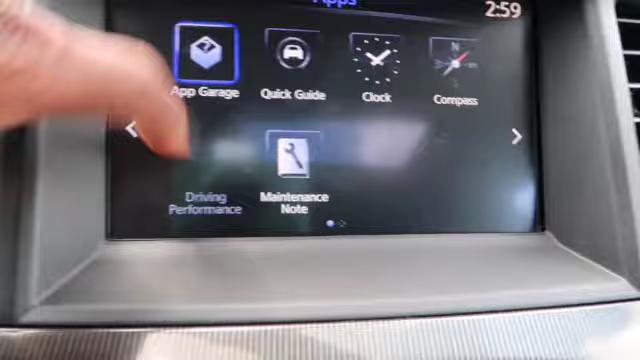 Apps
2:59
App Garage
Quick Guide
Clock
Compass
N
Driving
Performance
Maintenance
Note